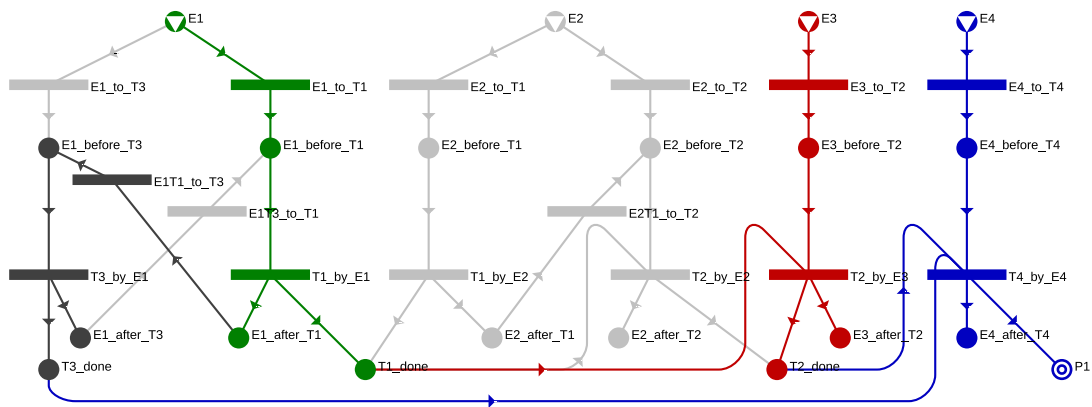 E1
E2
E3
E4
E1_to_T3
E1_to_T1
E2_to_T1
E2_to_T2
E3_to_T2
E4_to_T4
E1_before_T3
E1_before_T1
E2_before_T1
E2_before_T2
E3_before_T2
E4_before_T4
E1T1_to_T3
E1T3_to_T1
E2T1_to_T2
T3_by_E1
T1_by_E1
T1_by_E2
T2_by_E2
T2_by_E3
T4_by_E4
E1_after_T3
E1_after_T1
E2_after_T1
E2_after_T2
E3_after_T2
E4_after_T4
T3_done
T1_done
T2_done
P1